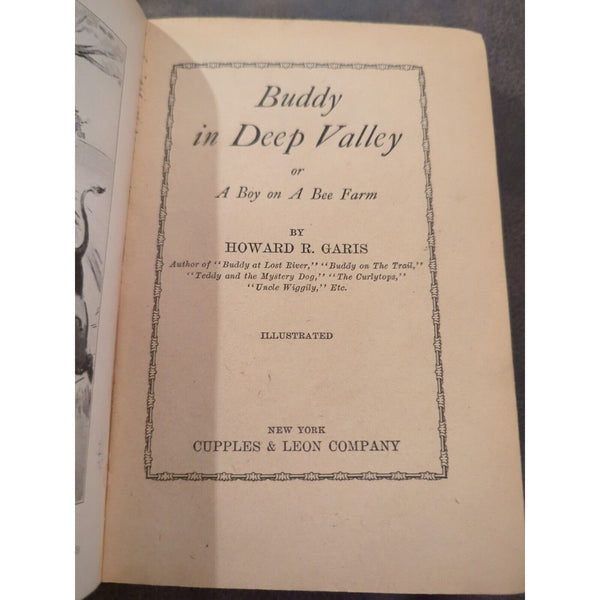 Buddy
in Deep Valley
or
A Boy on A Bee Farm
BY
HOWARD R. GARIS
Author of "Buddy at Lost River," "Buddy on The Trail,"
"Teddy and the Mystery Dog," "The Curlytops,"
"Uncle Wiggily," Etc.
ILLUSTRATED
NEW YORK
CUPPLES & LEON COMPANY